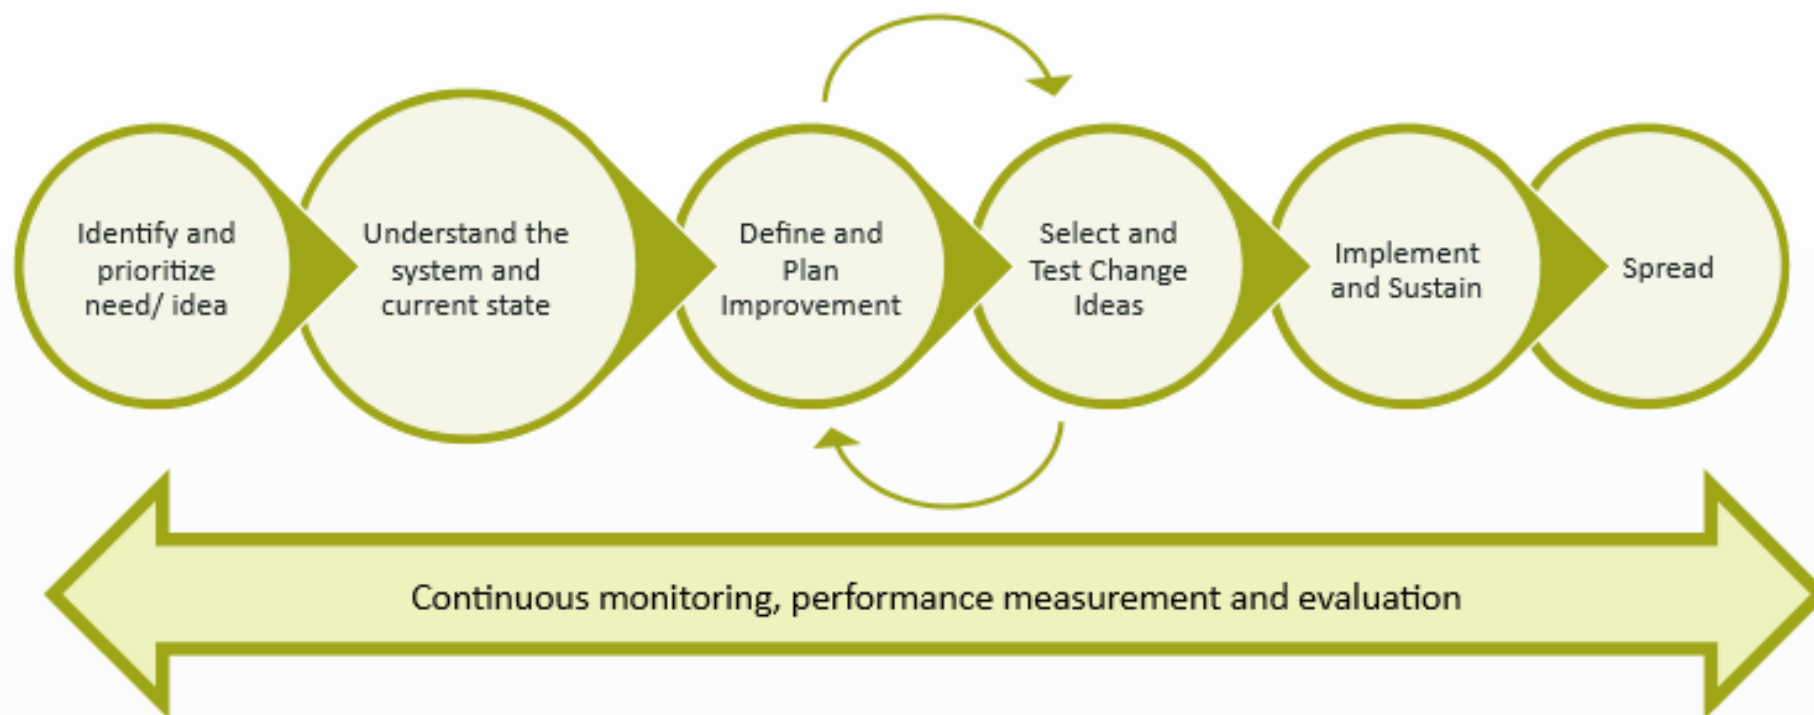 Identify and
prioritize
need/ idea
Understand the
system and
current state
Define and
Plan
Improvement
Select and
Test Change
Ideas
Implement
and Sustain
Spread
Continuous monitoring, performance measurement and evaluation